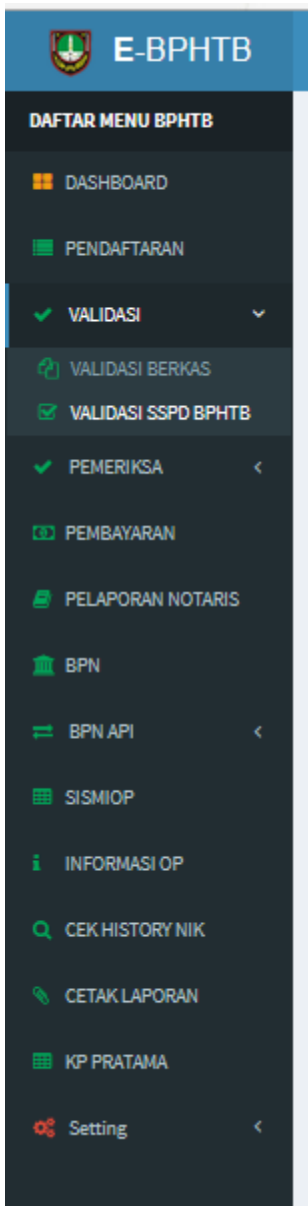 E-BPHTB
DAFTAR MENU BPHTB
DASHBOARD
PENDAFTARAN
VALIDASI
VALIDASI BERKAS
VALIDASI SSPD BPHTB
PEMERIKSA
PEMBAYARAN
PELAPORAN NOTARIS
BPN
BPN API
SISMIOP
INFORMASI OP
CEK HISTORY NIK
CETAK LAPORAN
KP PRATAMA
Setting